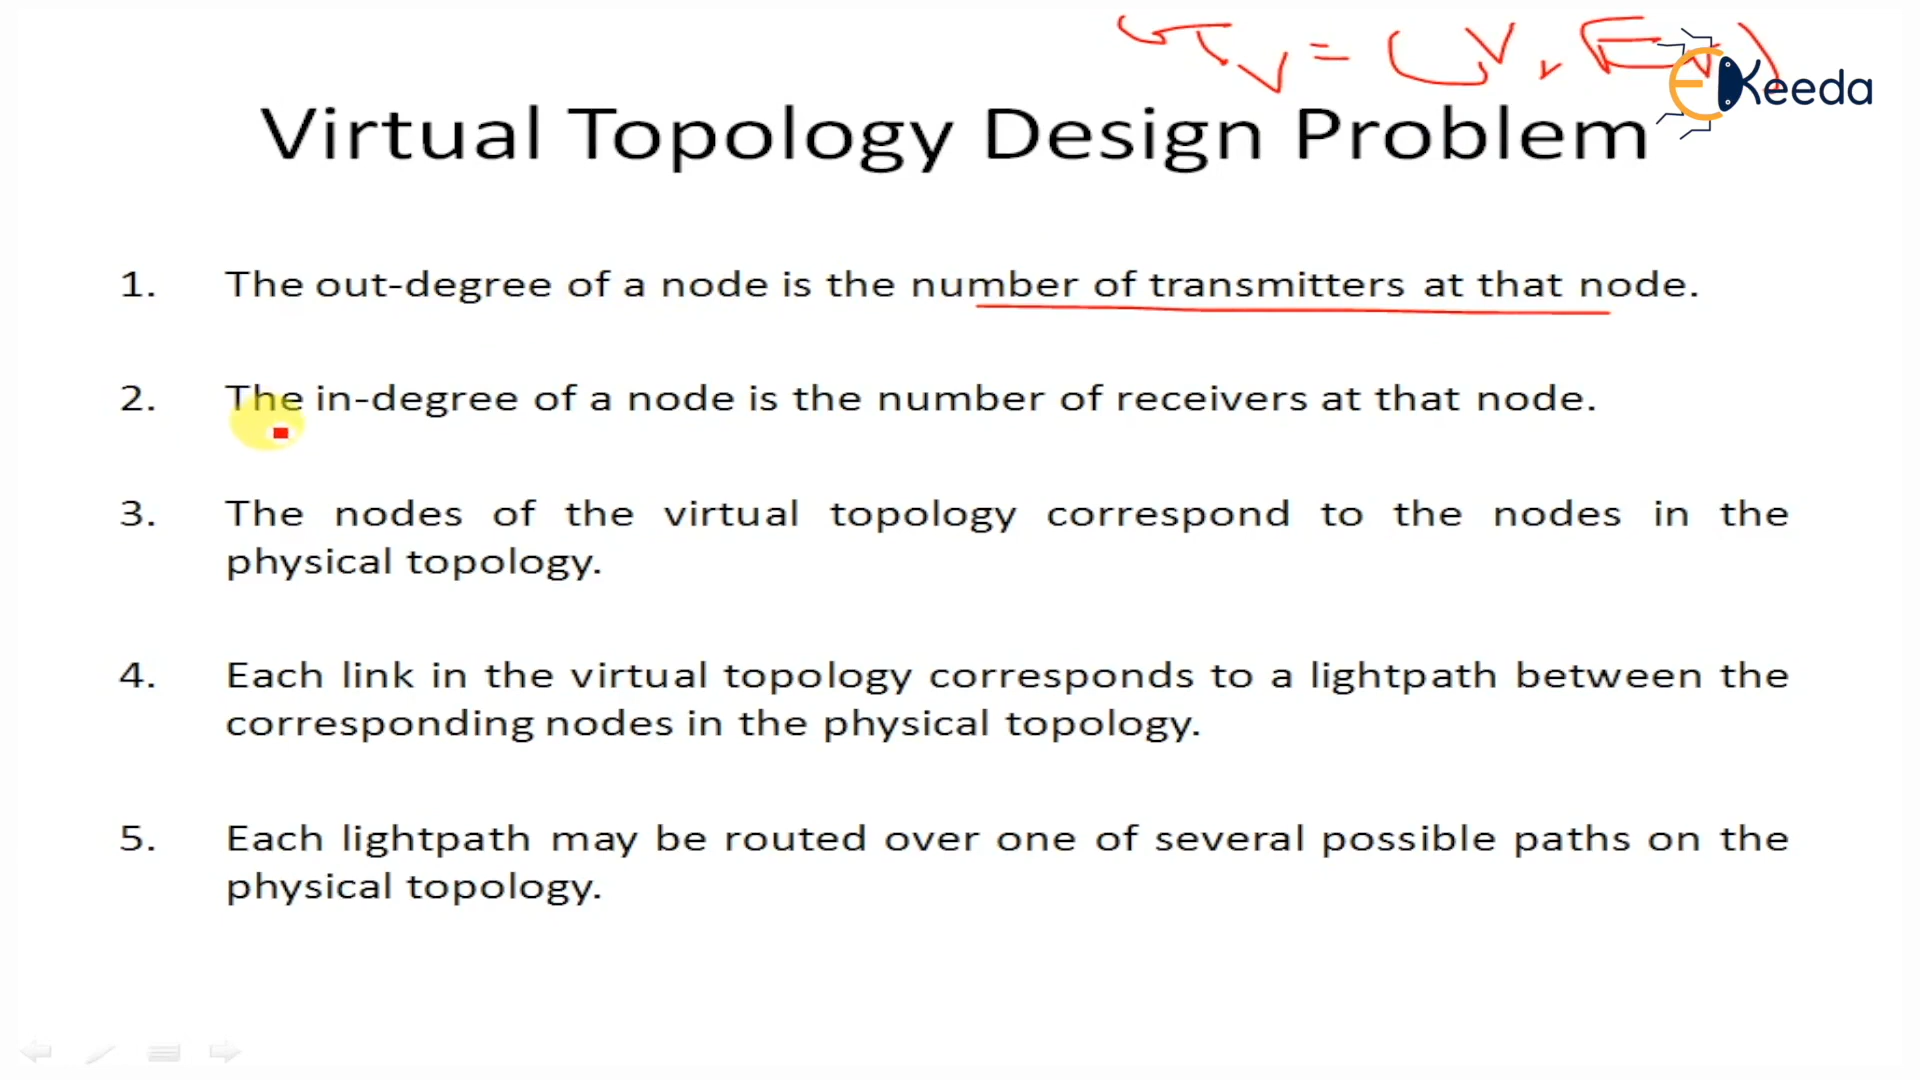 T_V = (V, E_V)
EKeeda
Virtual Topology Design Problem
1. The out-degree of a node is the number of transmitters at that node.
2. The in-degree of a node is the number of receivers at that node.
3. The nodes of the virtual topology correspond to the nodes in the
physical topology.
4. Each link in the virtual topology corresponds to a lightpath between the
corresponding nodes in the physical topology.
5. Each lightpath may be routed over one of several possible paths on the
physical topology.